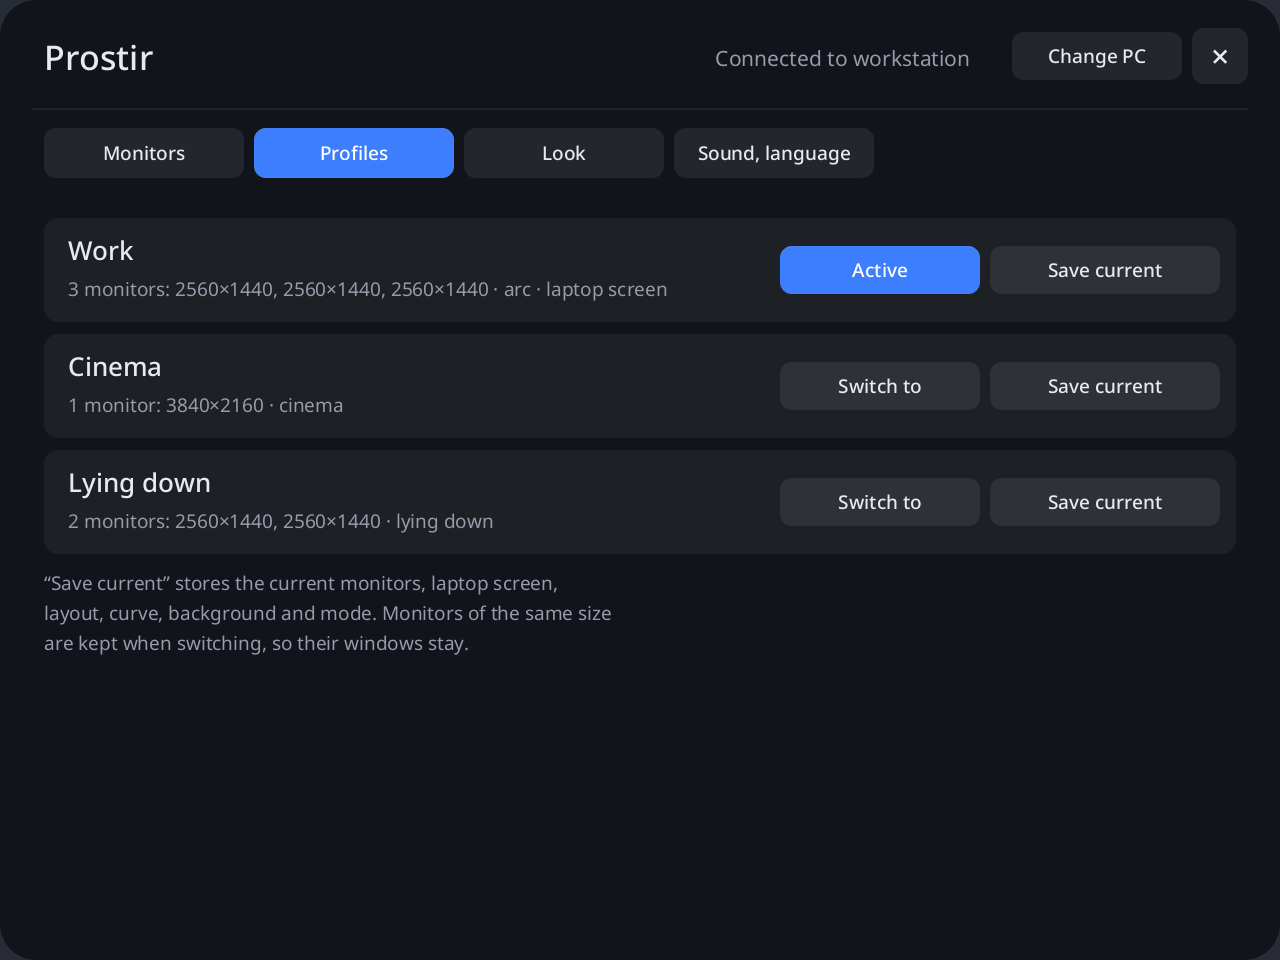 Prostir
Connected to workstation
Change PC
✕
Monitors
Profiles
Look
Sound, language
Work
3 monitors: 2560×1440, 2560×1440, 2560×1440 · arc · laptop screen
Active
Save current
Cinema
1 monitor: 3840×2160 · cinema
Switch to
Save current
Lying down
2 monitors: 2560×1440, 2560×1440 · lying down
Switch to
Save current
“Save current” stores the current monitors, laptop screen,
layout, curve, background and mode. Monitors of the same size
are kept when switching, so their windows stay.